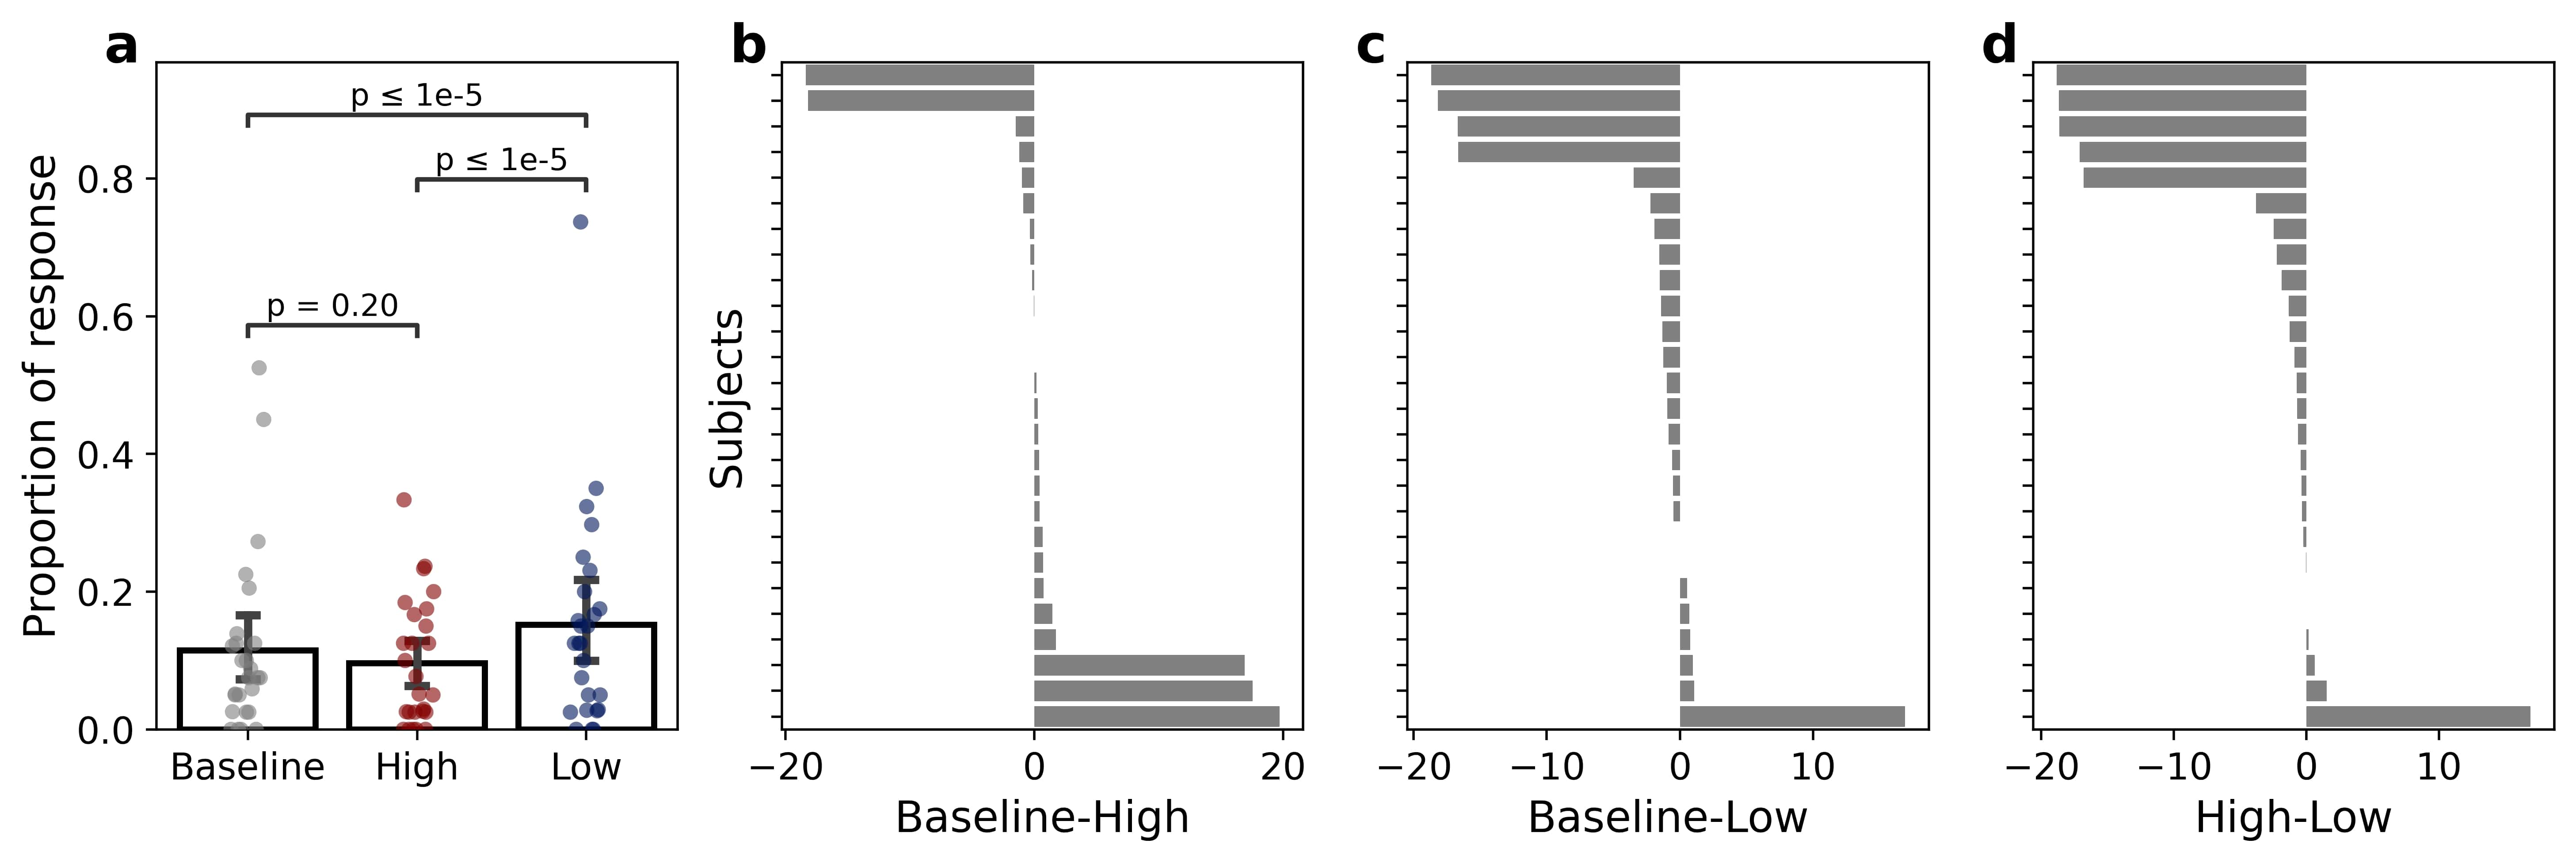 a
b
c
d
p ≤ 1e-5
p ≤ 1e-5
p = 0.20
Proportion of response
0.8
0.6
0.4
0.2
0.0
Baseline
High
Low
Subjects
−20
0
20
Baseline-High
−20
−10
0
10
Baseline-Low
−20
−10
0
10
High-Low